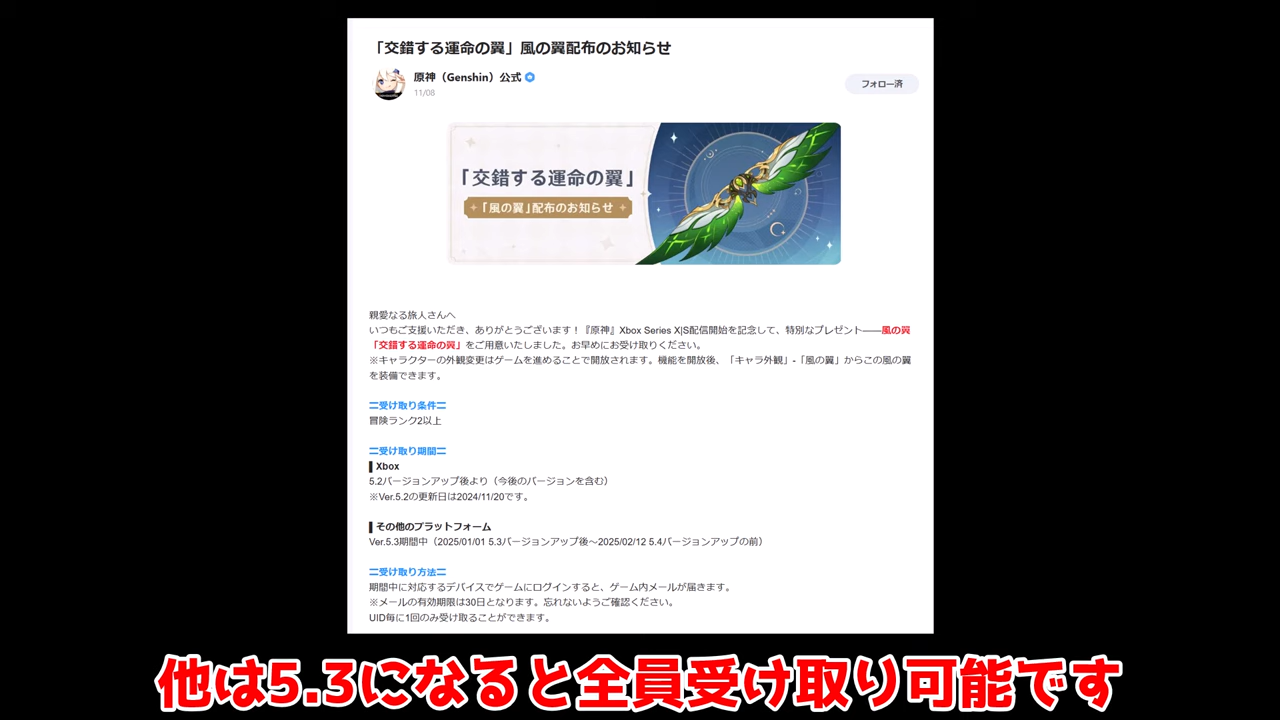 「交錯する運命の翼」風の翼配布のお知らせ
原神（Genshin）公式
11/08
フォロー済
「交錯する運命の翼」
「風の翼」配布のお知らせ
親愛なる旅人さんへ
いつもご支援いただき、ありがとうございます！『原神』Xbox Series X|S配信開始を記念して、特別なプレゼント——風の翼
「交錯する運命の翼」をご用意いたしました。お早めにお受け取りください。
※キャラクターの外観変更はゲームを進めることで開放されます。機能を開放後、「キャラ外観」-「風の翼」からこの風の翼
を装備できます。
〓受け取り条件〓
冒険ランク2以上
〓受け取り期間〓
▌Xbox
5.2バージョンアップ後より（今後のバージョンを含む）
※Ver.5.2の更新日は2024/11/20です。
▌その他のプラットフォーム
Ver.5.3期間中（2025/01/01 5.3バージョンアップ後～2025/02/12 5.4バージョンアップの前）
〓受け取り方法〓
期間中に対応するデバイスでゲームにログインすると、ゲーム内メールが届きます。
※メールの有効期限は30日となります。忘れないようご確認ください。
UID毎に1回のみ受け取ることができます。
他は5.3になると全員受け取り可能です